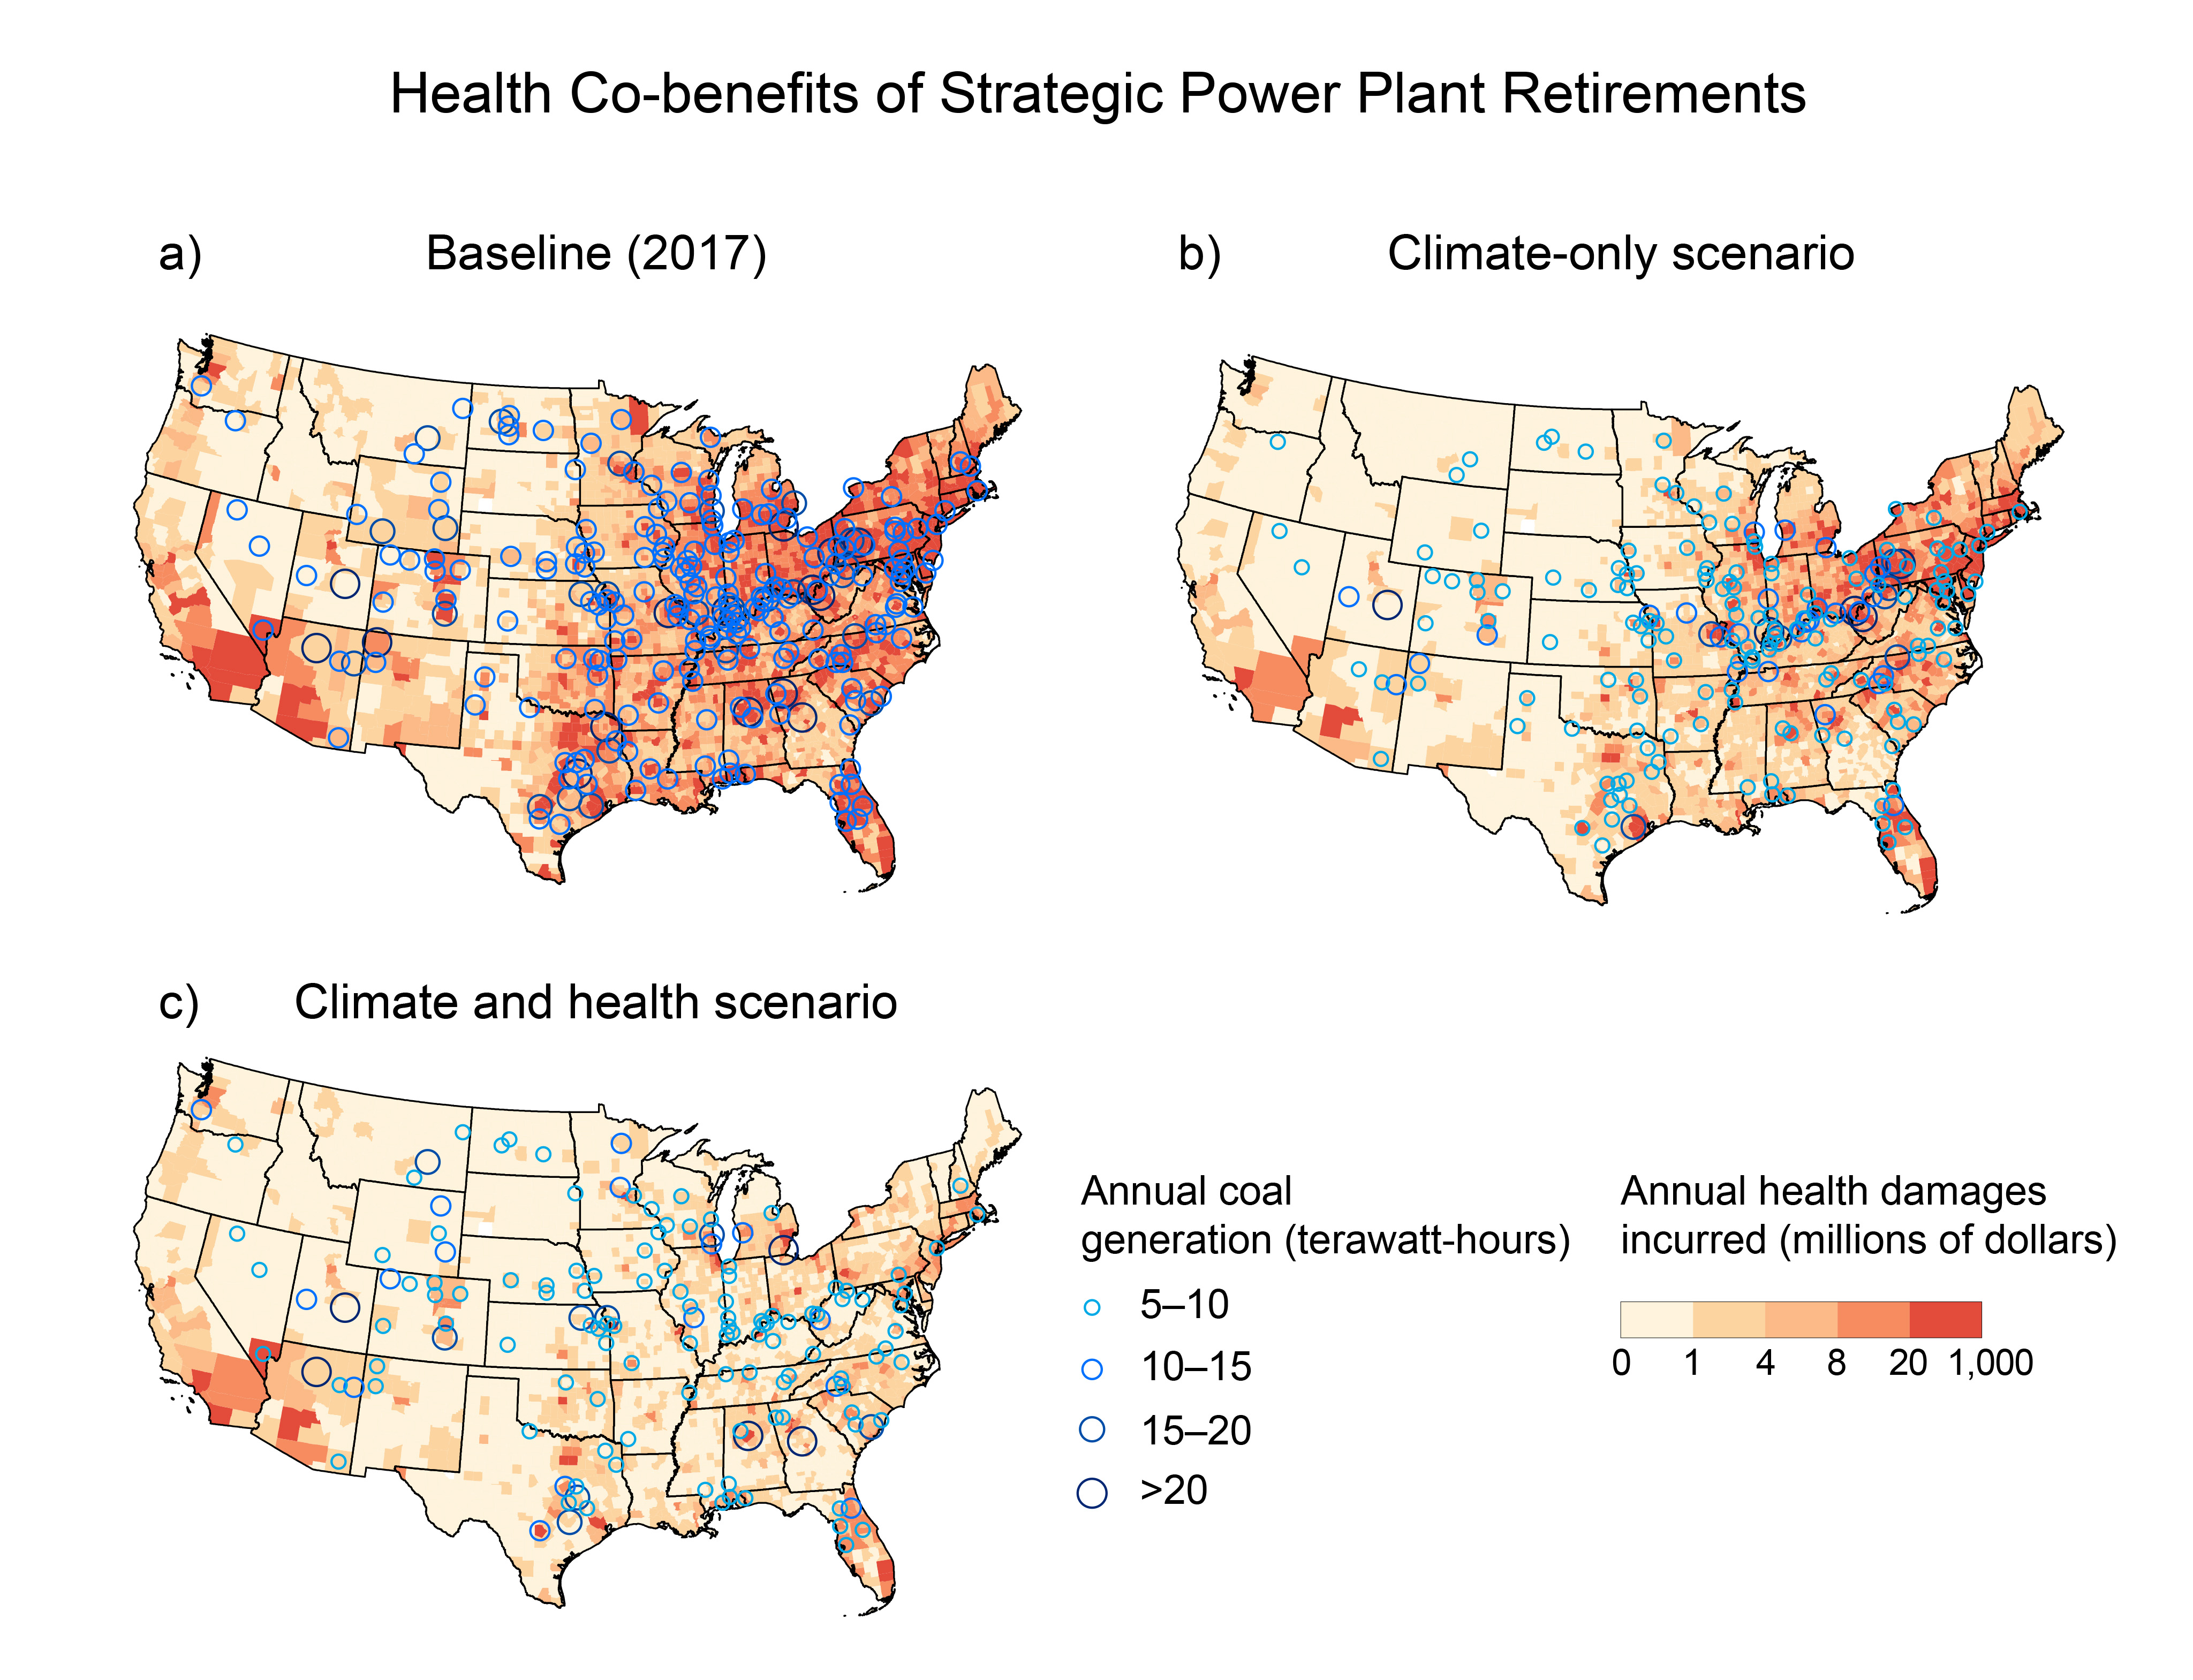 Health Co-benefits of Strategic Power Plant Retirements
a) Baseline (2017)
b) Climate-only scenario
c) Climate and health scenario
Annual coal
generation (terawatt-hours)
5–10
10–15
15–20
>20
Annual health damages
incurred (millions of dollars)
0 1 4 8 20 1,000